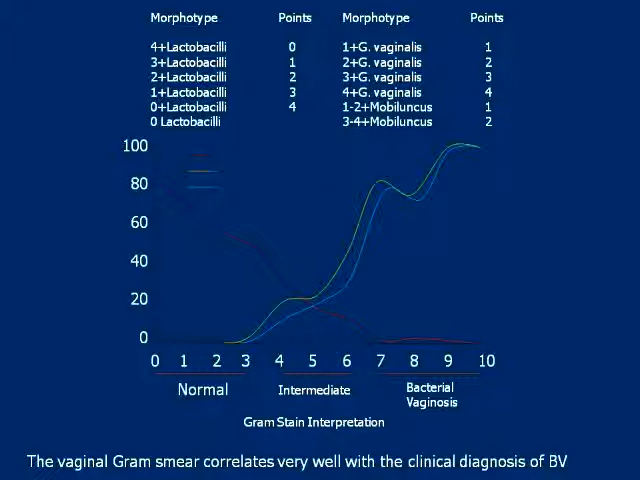 Morphotype Points Morphotype Points
4+Lactobacilli 0 1+G. vaginalis 1
3+Lactobacilli 1 2+G. vaginalis 2
2+Lactobacilli 2 3+G. vaginalis 3
1+Lactobacilli 3 4+G. vaginalis 4
0+Lactobacilli 4 1-2+Mobiluncus 1
0 Lactobacilli 3-4+Mobiluncus 2
100
80
60
40
20
0
0 1 2 3 4 5 6 7 8 9 10
Normal Intermediate Bacterial
Vaginosis
Gram Stain Interpretation
The vaginal Gram smear correlates very well with the clinical diagnosis of BV